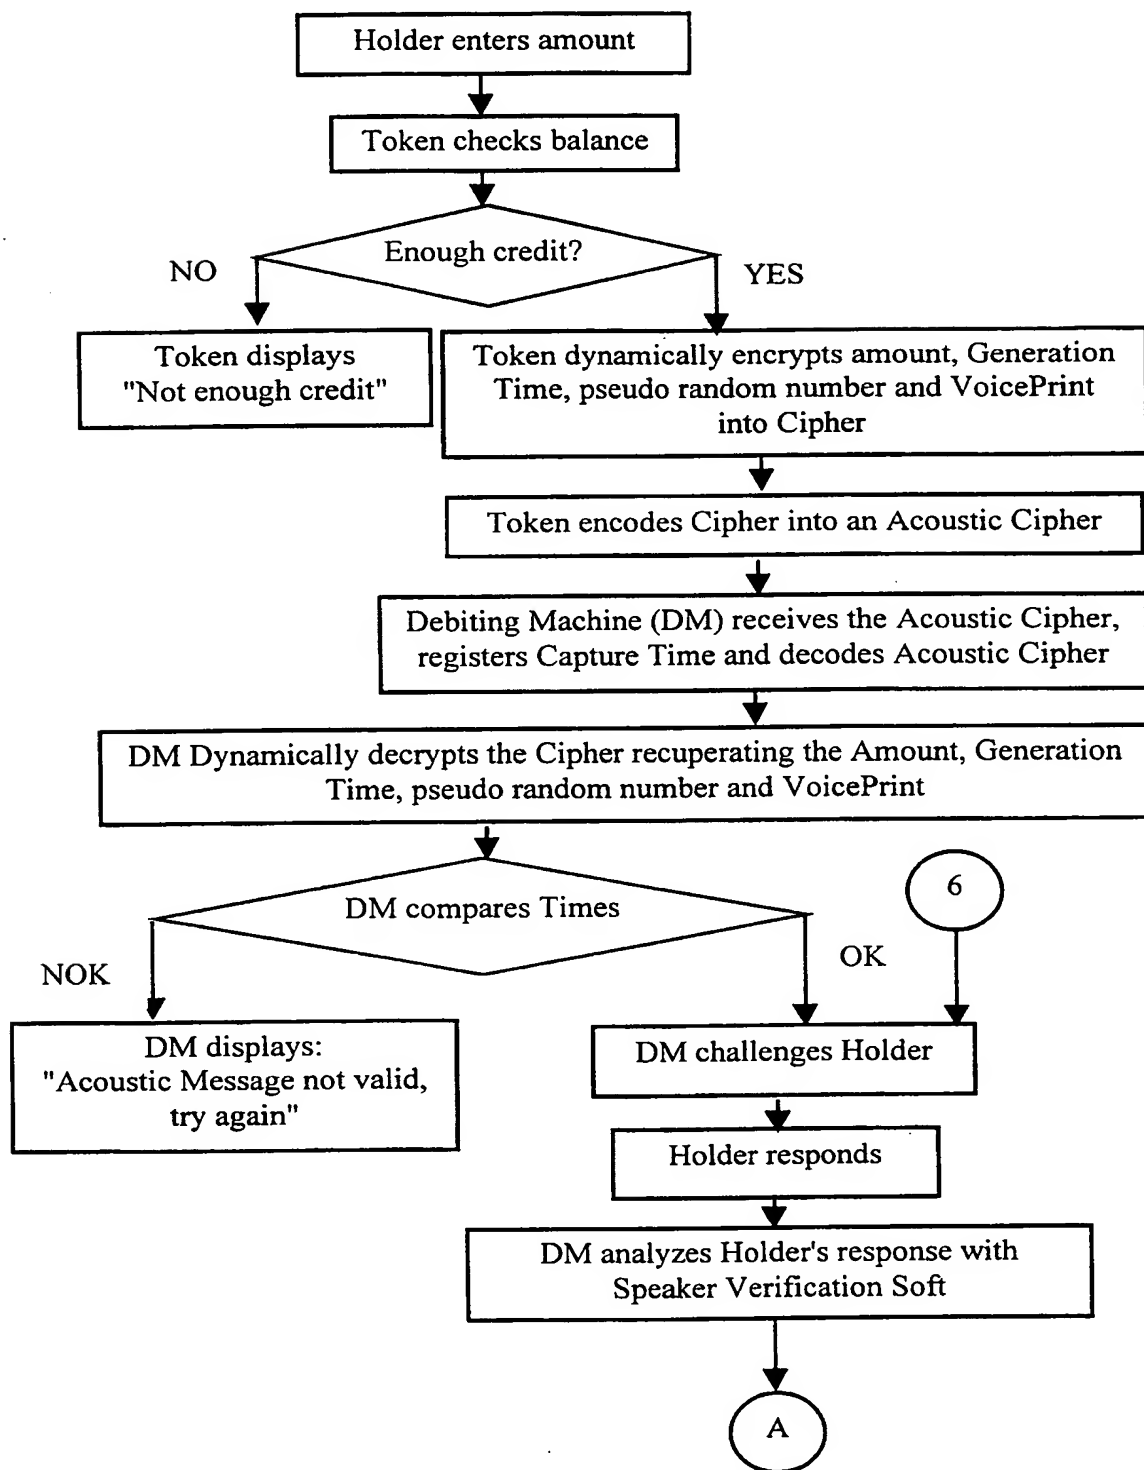 Holder enters amount
Token checks balance
Enough credit?
NO
YES
Token displays
"Not enough credit"
Token dynamically encrypts amount, Generation
Time, pseudo random number and VoicePrint
into Cipher
Token encodes Cipher into an Acoustic Cipher
Debiting Machine (DM) receives the Acoustic Cipher,
registers Capture Time and decodes Acoustic Cipher
DM Dynamically decrypts the Cipher recuperating the Amount, Generation
Time, pseudo random number and VoicePrint
DM compares Times
6
NOK
OK
DM displays:
"Acoustic Message not valid,
try again"
DM challenges Holder
Holder responds
DM analyzes Holder's response with
Speaker Verification Soft
A